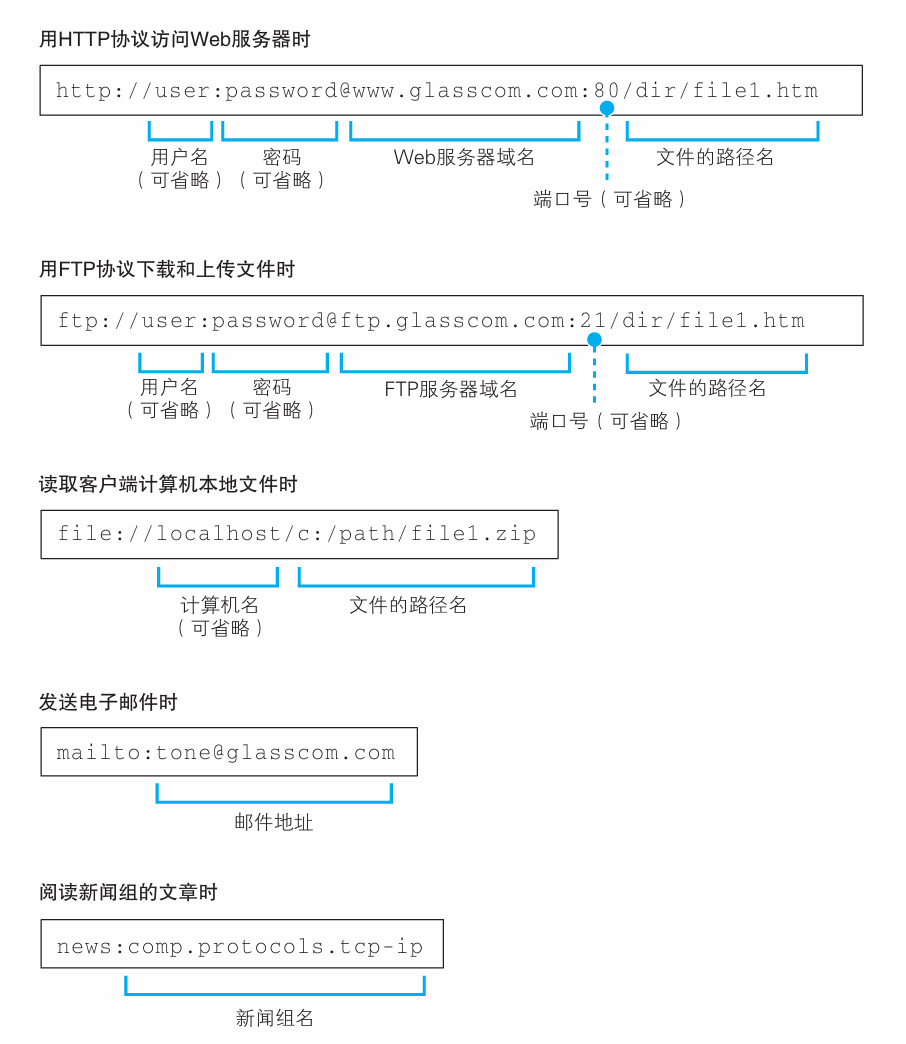 用HTTP协议访问Web服务器时
http://user:password@www.glasscom.com:80/dir/file1.htm
用户名 密码 Web服务器域名 文件的路径名
（可省略）（可省略）
端口号（可省略）
用FTP协议下载和上传文件时
ftp://user:password@ftp.glasscom.com:21/dir/file1.htm
用户名 密码 FTP服务器域名 文件的路径名
（可省略）（可省略）
端口号（可省略）
读取客户端计算机本地文件时
file://localhost/c:/path/file1.zip
计算机名 文件的路径名
（可省略）
发送电子邮件时
mailto:tone@glasscom.com
邮件地址
阅读新闻组的文章时
news:comp.protocols.tcp-ip
新闻组名